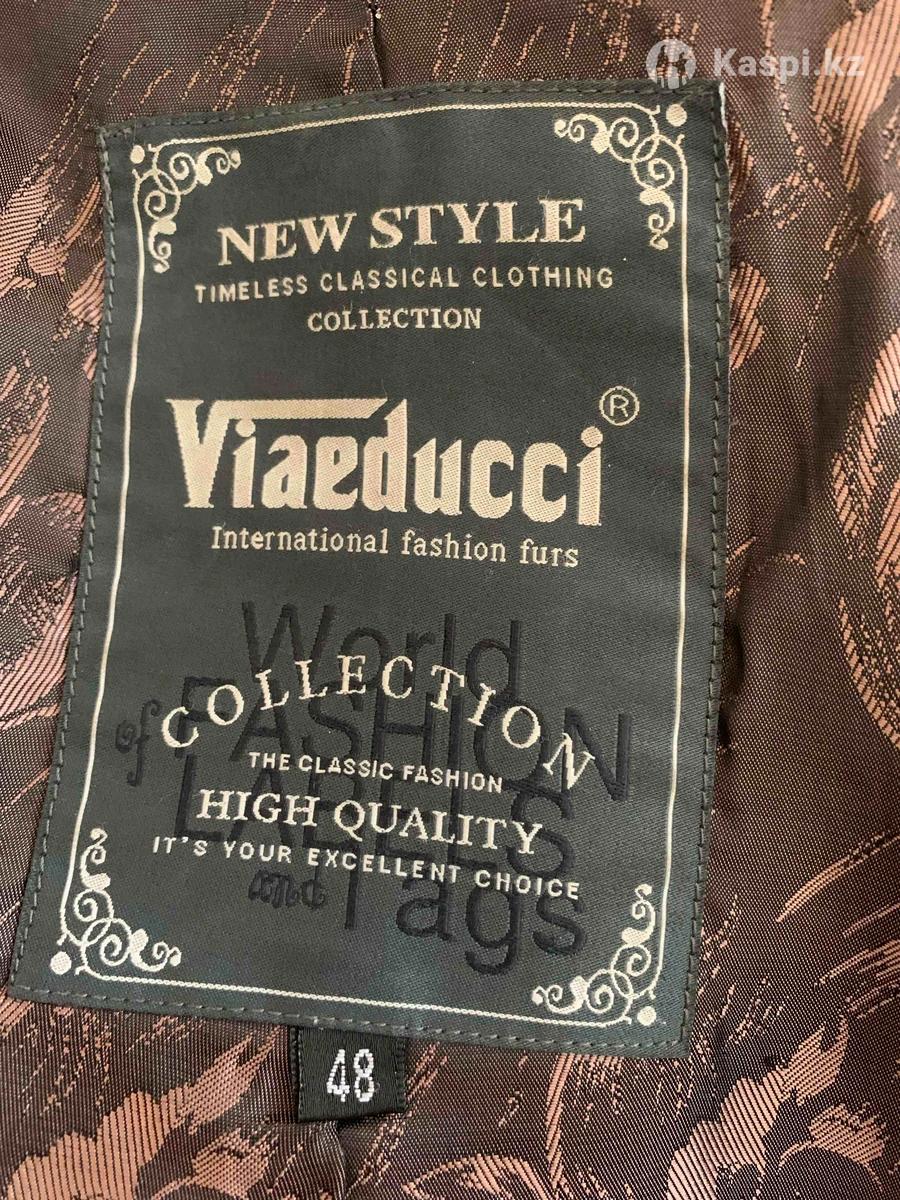 Kaspi.kz
NEW STYLE
TIMELESS CLASSICAL CLOTHING
COLLECTION
Viaeducci®
International fashion furs
World
of FASHION
LABELS
and Tags
COLLECTION
THE CLASSIC FASHION
HIGH QUALITY
IT'S YOUR EXCELLENT CHOICE
48